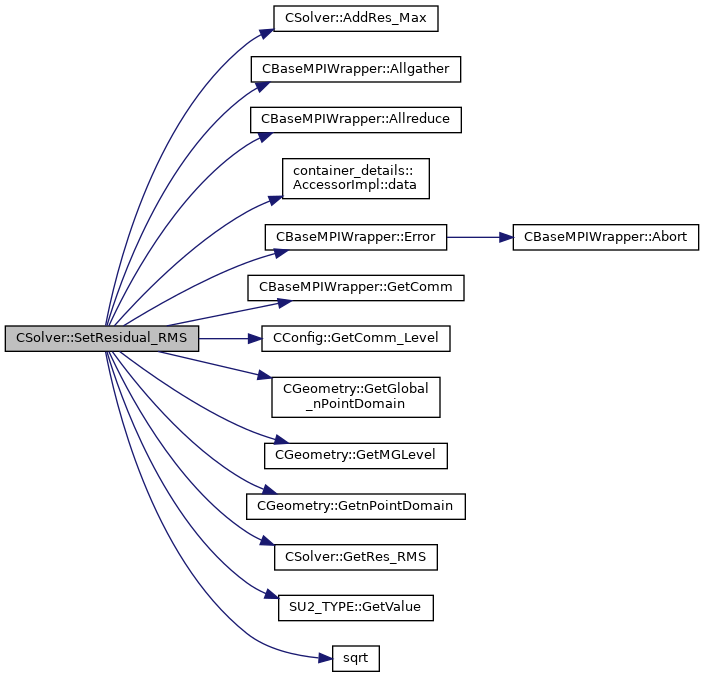 CSolver::AddRes_Max
CBaseMPIWrapper::Allgather
CBaseMPIWrapper::Allreduce
container_details::
AccessorImpl::data
CBaseMPIWrapper::Error
CBaseMPIWrapper::Abort
CBaseMPIWrapper::GetComm
CSolver::SetResidual_RMS
CConfig::GetComm_Level
CGeometry::GetGlobal
_nPointDomain
CGeometry::GetMGLevel
CGeometry::GetnPointDomain
CSolver::GetRes_RMS
SU2_TYPE::GetValue
sqrt